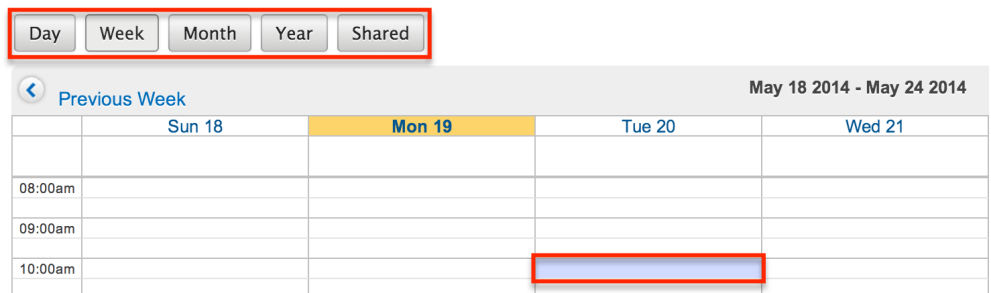 Day Week Month Year Shared
May 18 2014 - May 24 2014
Previous Week
Sun 18 Mon 19 Tue 20 Wed 21
08:00am
09:00am
10:00am